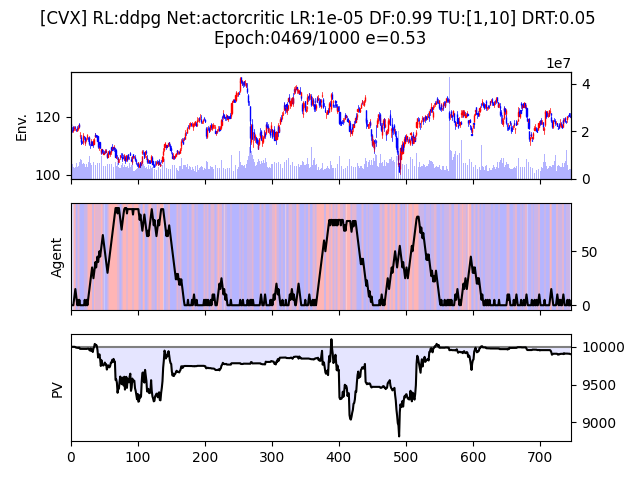 [CVX] RL:ddpg Net:actorcritic LR:1e-05 DF:0.99 TU:[1,10] DRT:0.05
Epoch:0469/1000 e=0.53
1e7
Env.
120
100
4
2
0
Agent
50
0
PV
10000
9500
9000
0 100 200 300 400 500 600 700